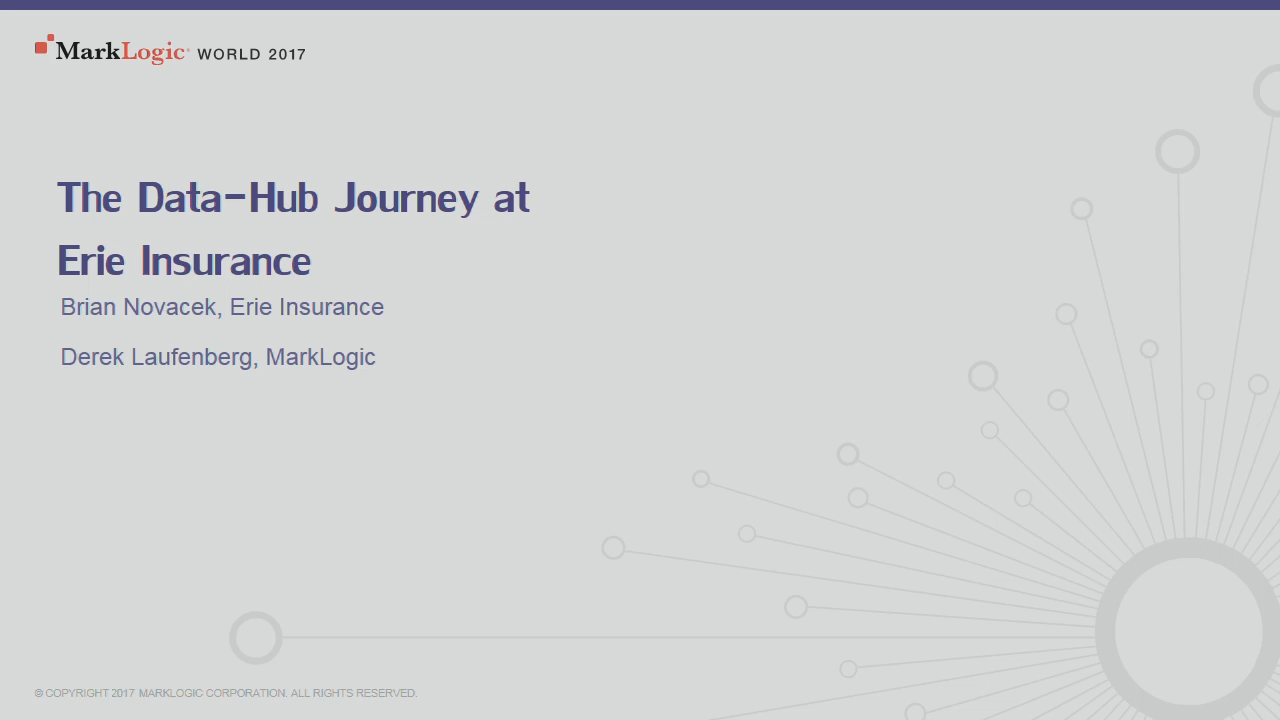 MarkLogic® WORLD 2017
The Data-Hub Journey at
Erie Insurance
Brian Novacek, Erie Insurance
Derek Laufenberg, MarkLogic
© COPYRIGHT 2017 MARKLOGIC CORPORATION. ALL RIGHTS RESERVED.